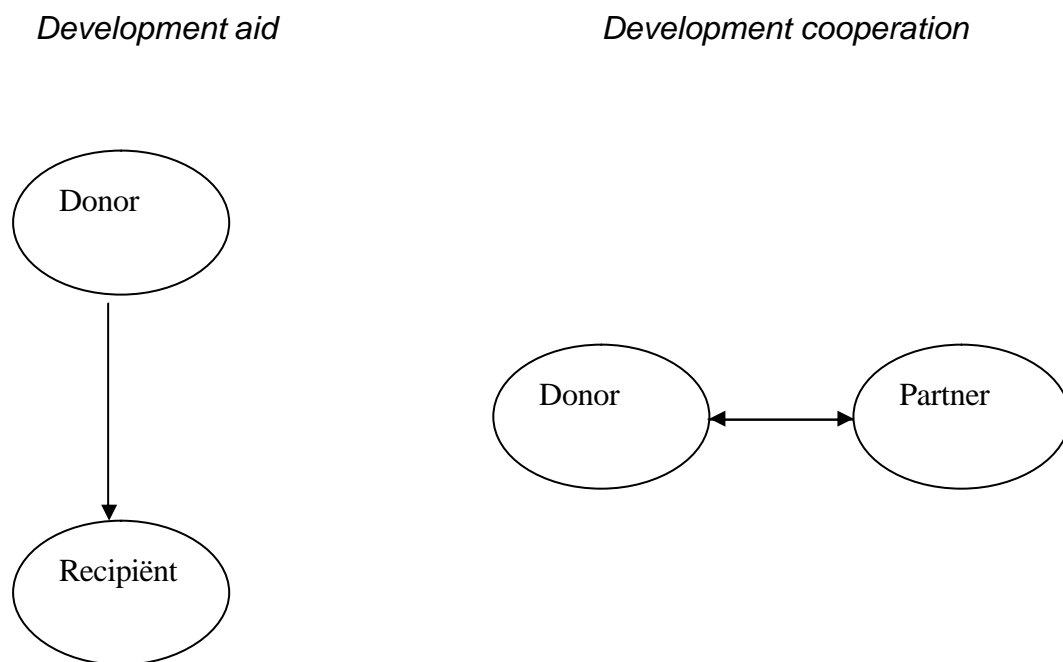 Development aid
Development cooperation
Donor
Donor
Partner
Recipiënt